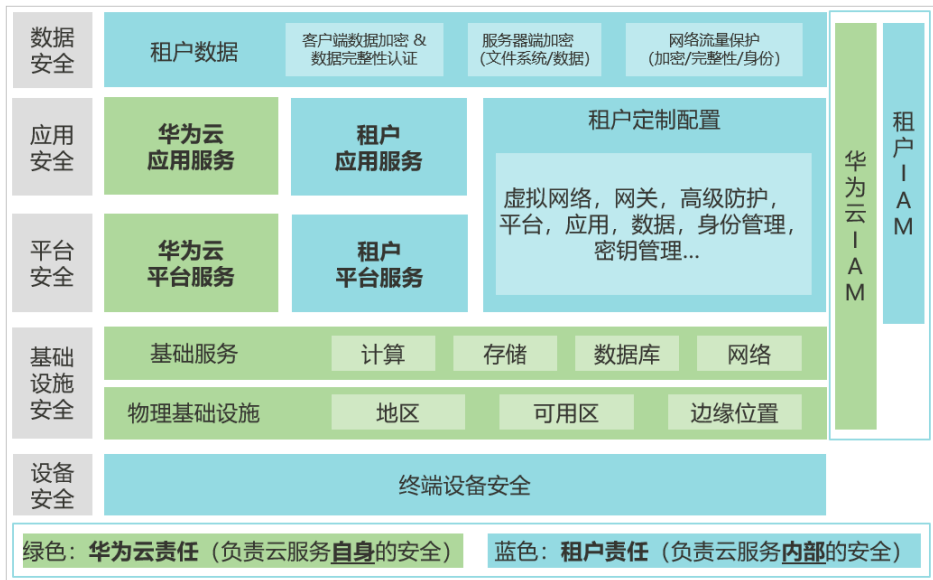 数据
安全
租户数据
客户端数据加密 &
数据完整性认证
服务器端加密
(文件系统/数据)
网络流量保护
(加密/完整性/身份)
应用
安全
华为云
应用服务
租户
应用服务
租户定制配置
虚拟网络，网关，高级防护，
平台，应用，数据，身份管理，
密钥管理...
平台
安全
华为云
平台服务
租户
平台服务
华为云IAM
租户IAM
基础
设施
安全
基础服务
计算
存储
数据库
网络
物理基础设施
地区
可用区
边缘位置
设备
安全
终端设备安全
绿色：华为云责任（负责云服务自身的安全）
蓝色：租户责任（负责云服务内部的安全）